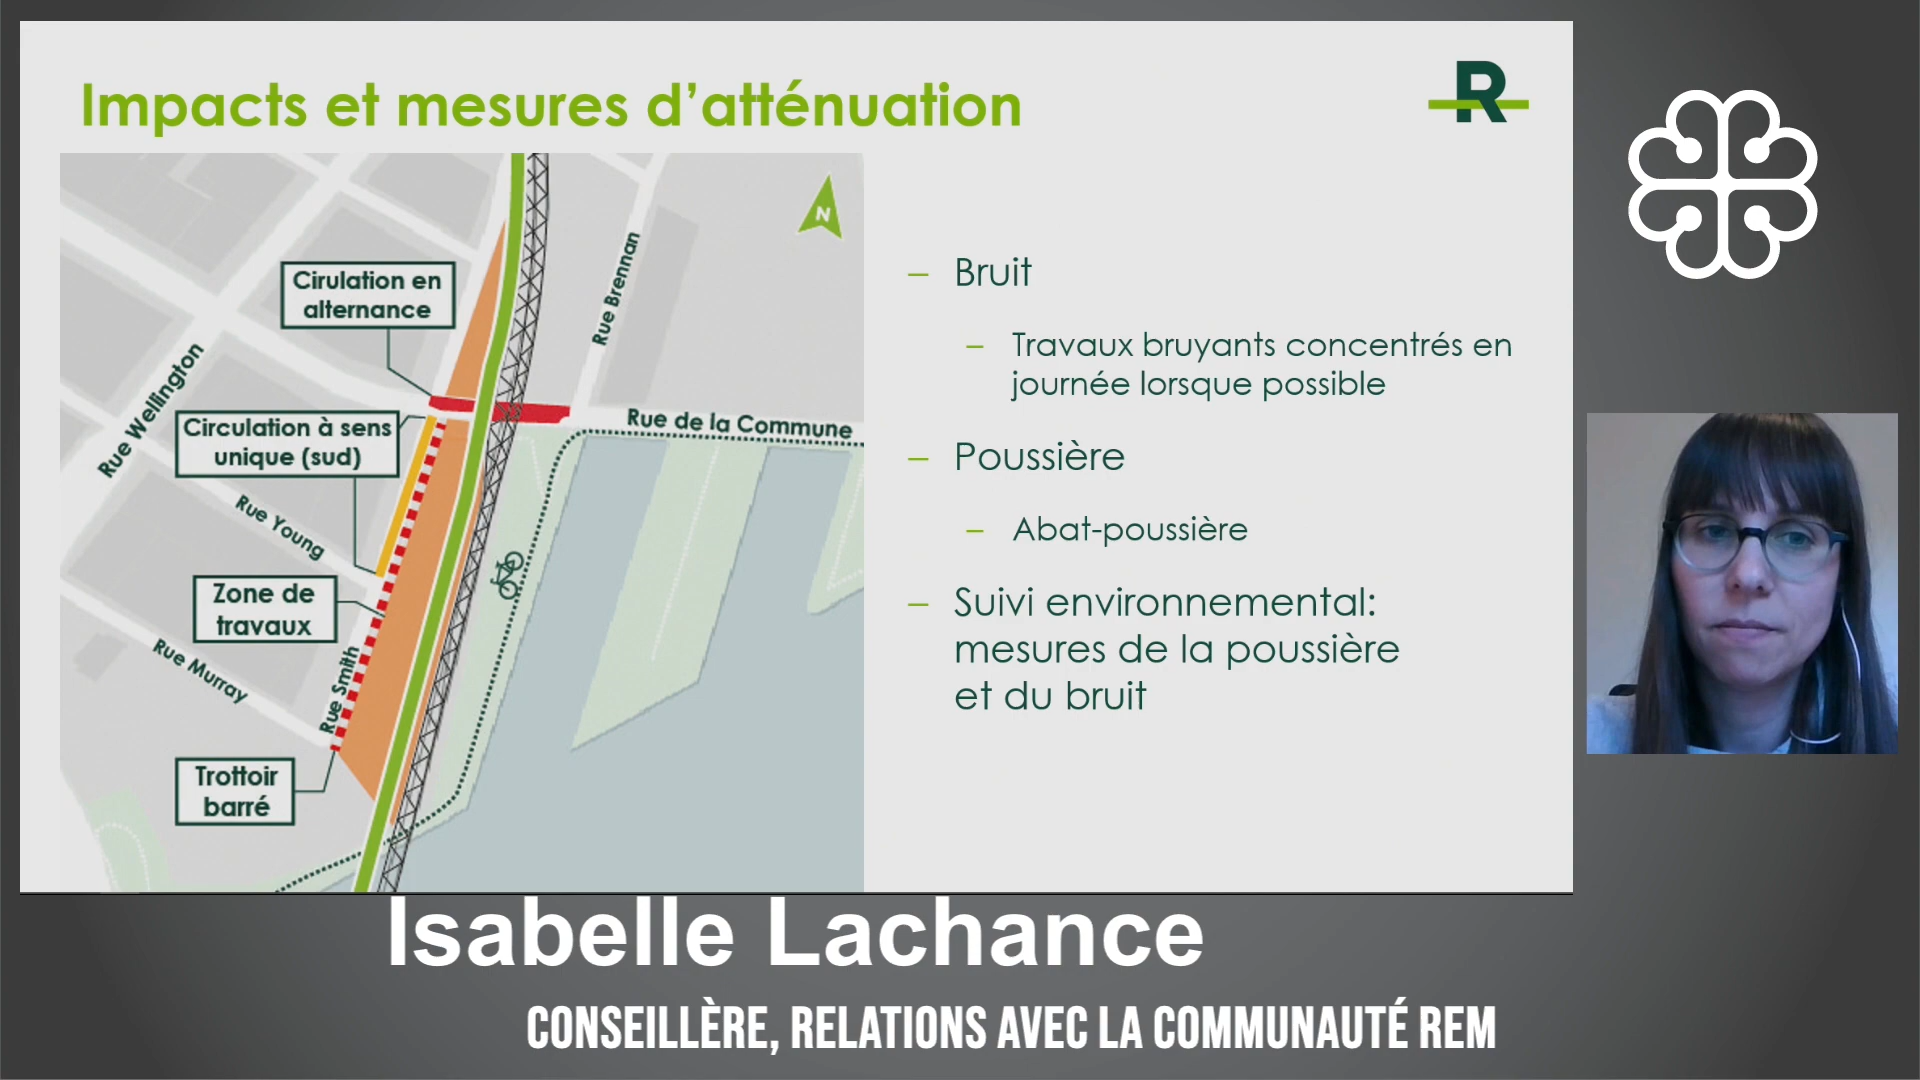 Impacts et mesures d'atténuation
R
N
Cirulation en
alternance
Rue Brennan
Rue Wellington
Rue de la Commune
Circulation à sens
unique (sud)
Rue Young
Zone de
travaux
Rue Murray
Rue Smith
Trottoir
barré
– Bruit
– Travaux bruyants concentrés en
journée lorsque possible
– Poussière
– Abat-poussière
– Suivi environnemental:
mesures de la poussière
et du bruit
Isabelle Lachance
CONSEILLÈRE, RELATIONS AVEC LA COMMUNAUTÉ REM